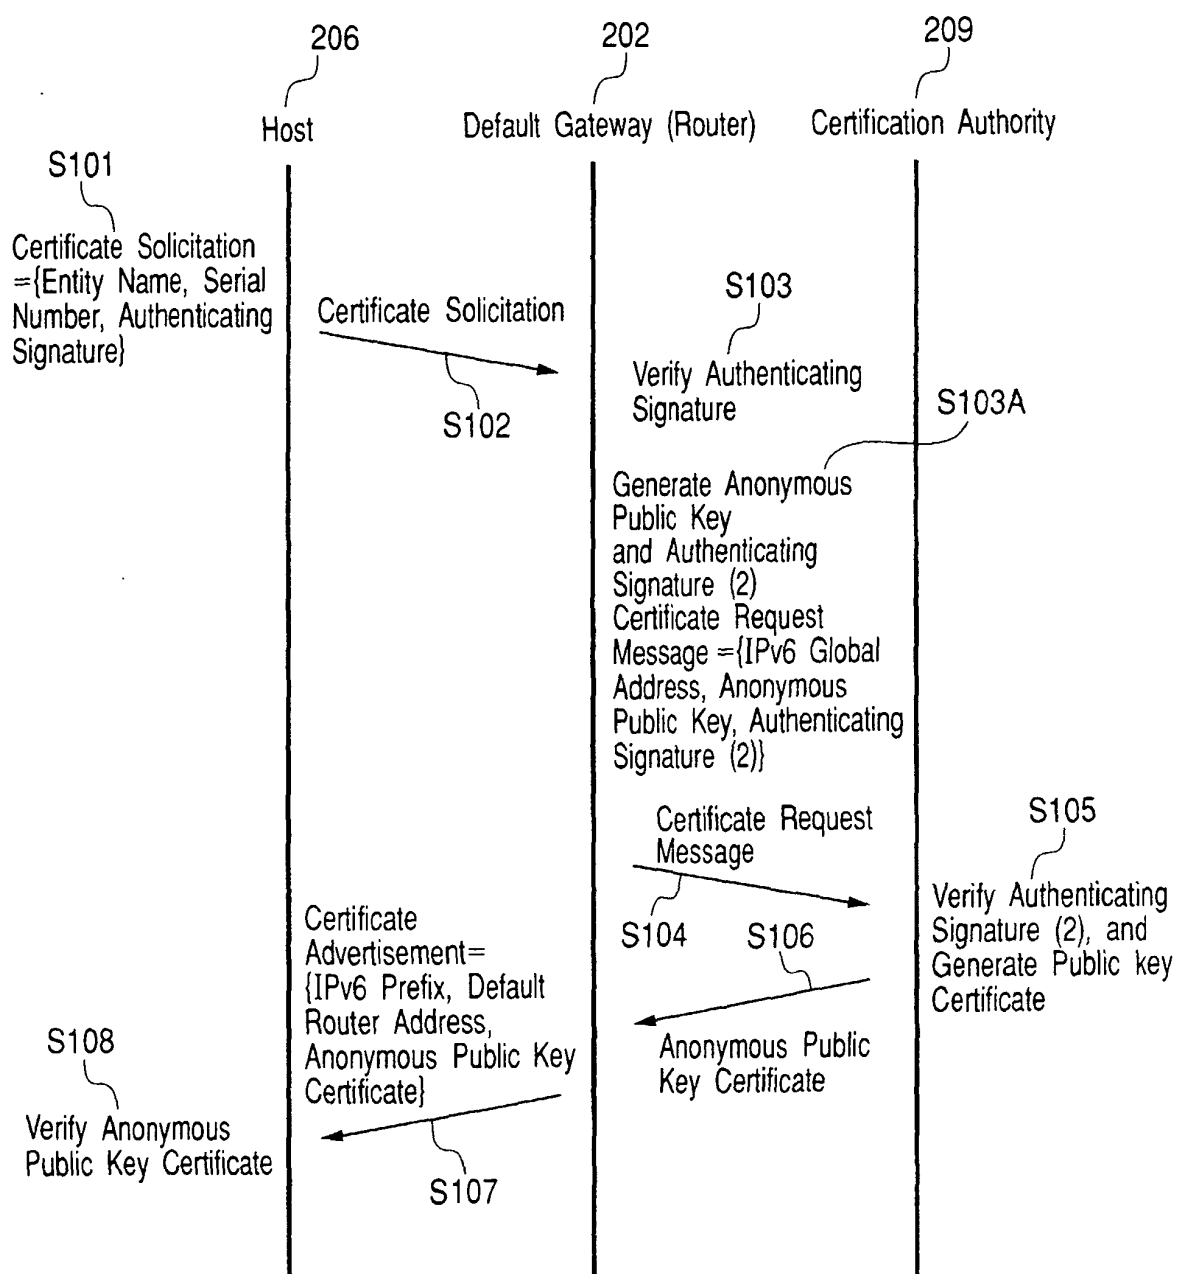 206
202
209
Host
Default Gateway (Router)
Certification Authority
S101
Certificate Solicitation
={Entity Name, Serial
Number, Authenticating
Signature}
Certificate Solicitation
S102
S103
Verify Authenticating
Signature
S103A
Generate Anonymous
Public Key
and Authenticating
Signature (2)
Certificate Request
Message ={IPv6 Global
Address, Anonymous
Public Key, Authenticating
Signature (2)}
Certificate Request
Message
S104
S105
Verify Authenticating
Signature (2), and
Generate Public key
Certificate
S106
Anonymous Public
Key Certificate
Certificate
Advertisement=
{IPv6 Prefix, Default
Router Address,
Anonymous Public Key
Certificate}
S107
S108
Verify Anonymous
Public Key Certificate